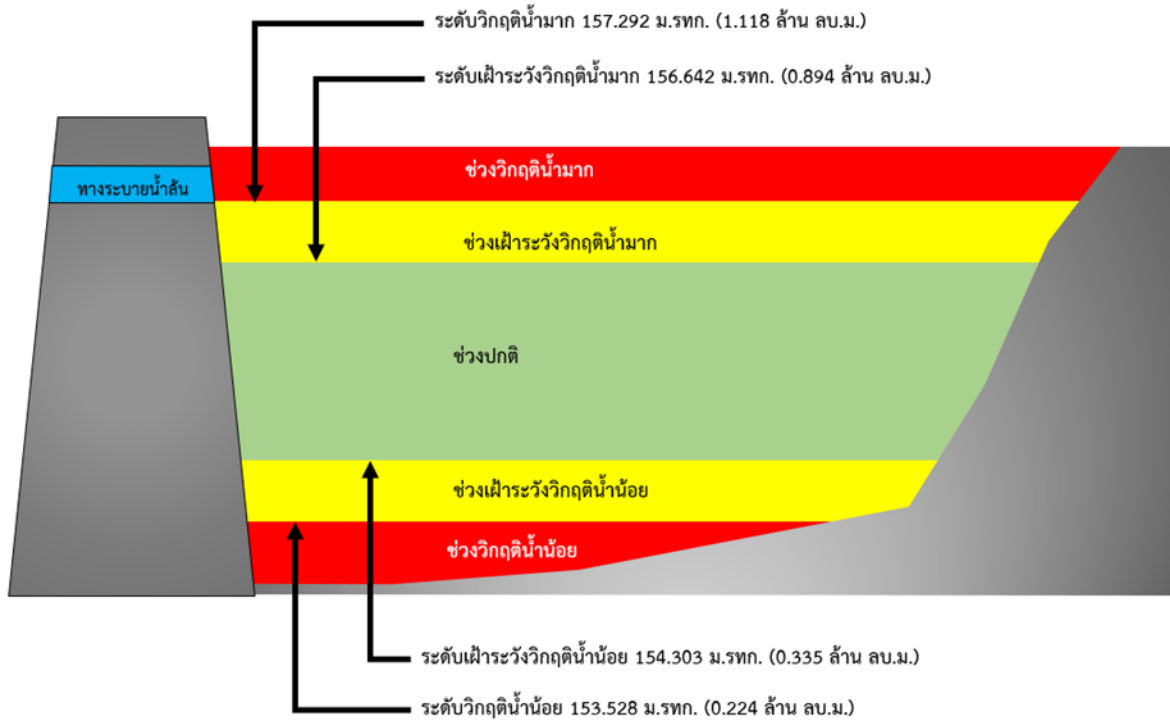 ระดับวิกฤติน้ำมาก 157.292 ม.รทก. (1.118 ล้าน ลบ.ม.)
ระดับเฝ้าระวังวิกฤติน้ำมาก 156.642 ม.รทก. (0.894 ล้าน ลบ.ม.)
ช่วงวิกฤติน้ำมาก
ทางระบายน้ำล้น
ช่วงเฝ้าระวังวิกฤติน้ำมาก
ช่วงปกติ
ช่วงเฝ้าระวังวิกฤติน้ำน้อย
ช่วงวิกฤติน้ำน้อย
ระดับเฝ้าระวังวิกฤติน้ำน้อย 154.303 ม.รทก. (0.335 ล้าน ลบ.ม.)
ระดับวิกฤติน้ำน้อย 153.528 ม.รทก. (0.224 ล้าน ลบ.ม.)